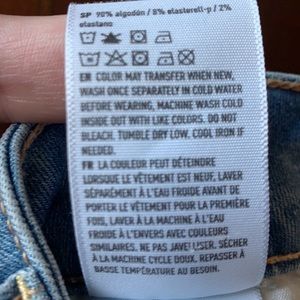 SP 90% algodón / 8% elasterell-p / 2%
elastano
EN COLOR MAY TRANSFER WHEN NEW,
WASH ONCE SEPARATELY IN COLD WATER
BEFORE WEARING, MACHINE WASH COLD
INSIDE OUT WITH LIKE COLORS. DO NOT
BLEACH. TUMBLE DRY LOW. COOL IRON IF
NEEDED.
FR LA COULEUR PEUT DÉTEINDRE
LORSQUE LE VÊTEMENT EST NEUF, LAVER
SÉPARÉMENT À L'EAU FROIDE AVANT DE
PORTER LE VÊTEMENT POUR LA PREMIÈRE
FOIS, LAVER À LA MACHINE À L'EAU
FROIDE À L'ENVERS AVEC COULEURS
SIMILAIRES. NE PAS JAVELLISER. SÉCHER À
LA MACHINE CYCLE DOUX. REPASSER À
BASSE TEMPÉRATURE AU BESOIN.